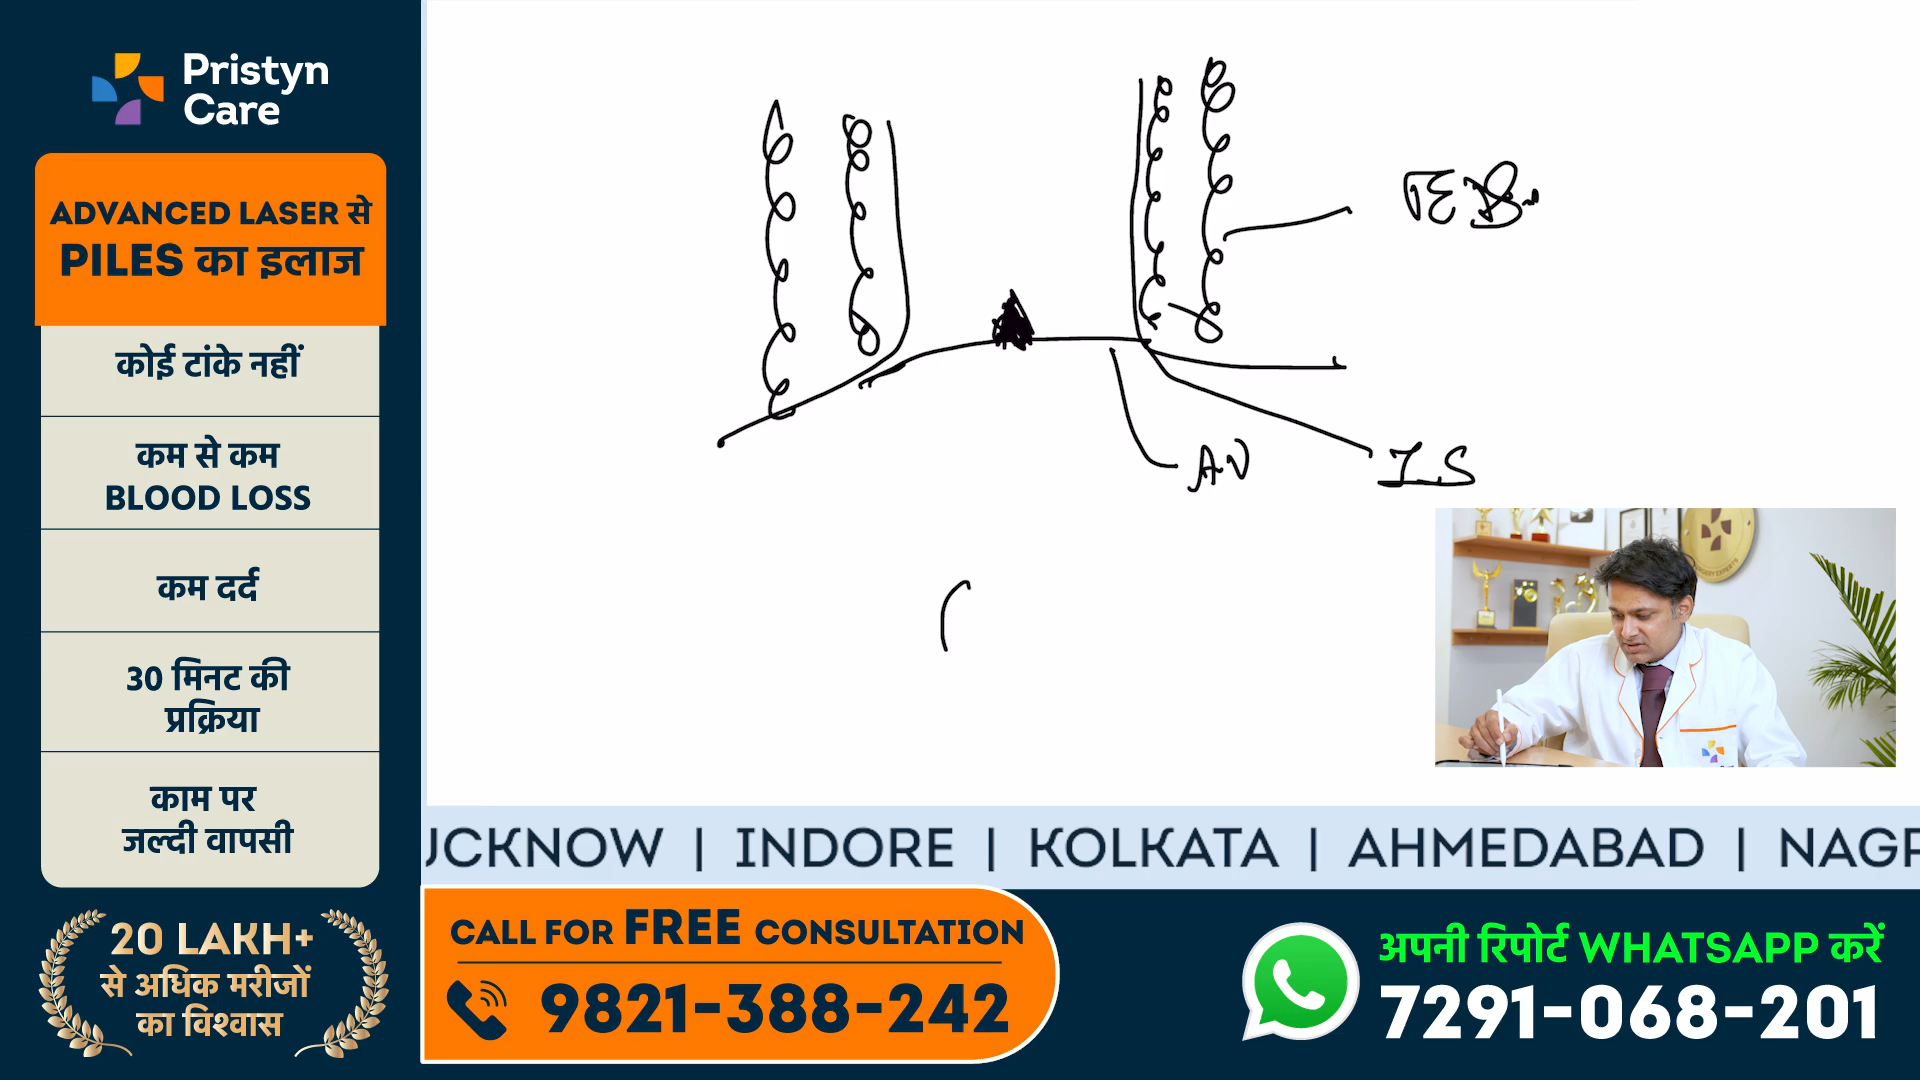 Pristyn
Care
ADVANCED LASER से
PILES का इलाज
कोई टांके नहीं
कम से कम
BLOOD LOSS
कम दर्द
30 मिनट की
प्रक्रिया
काम पर
जल्दी वापसी
20 LAKH+
से अधिक मरीजों
का विश्वास
A.V
I.S
UCKNOW | INDORE | KOLKATA | AHMEDABAD | NAGP
CALL FOR FREE CONSULTATION
9821-388-242
अपनी रिपोर्ट WHATSAPP करें
7291-068-201